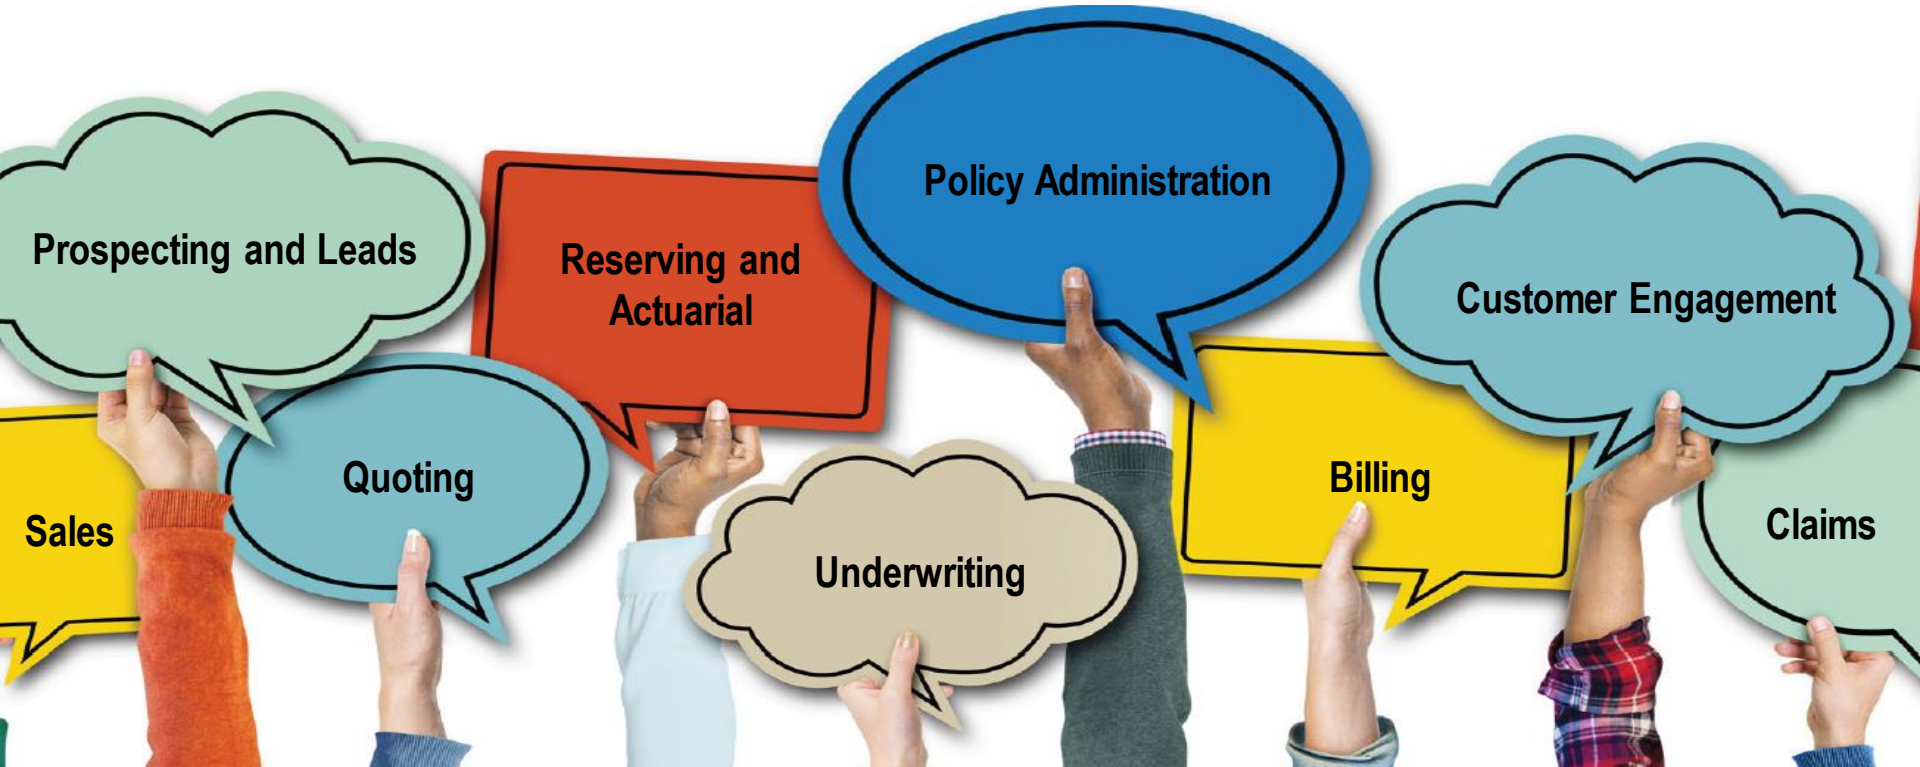 Prospecting and Leads
Reserving and
Actuarial
Policy Administration
Customer Engagement
Sales
Quoting
Underwriting
Billing
Claims